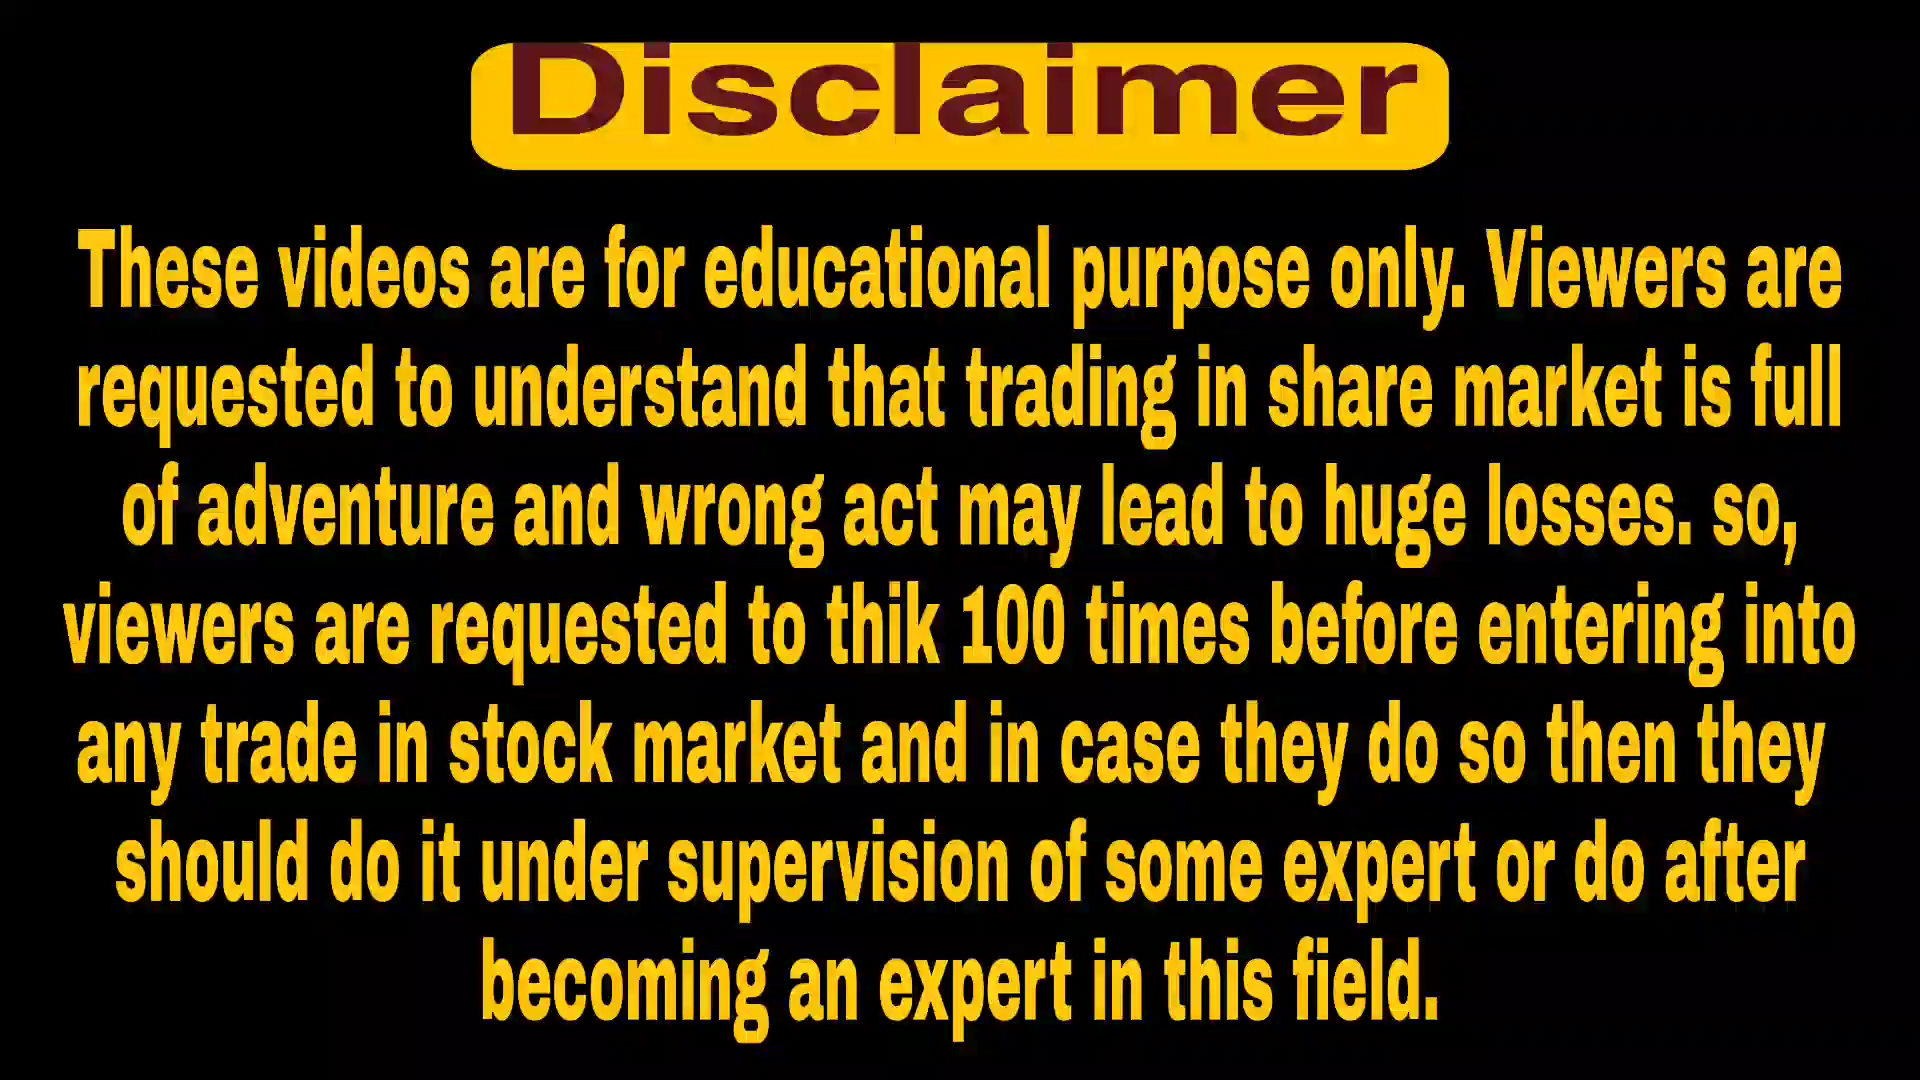 Disclaimer
These videos are for educational purpose only. Viewers are
requested to understand that trading in share market is full
of adventure and wrong act may lead to huge losses. so,
viewers are requested to thik 100 times before entering into
any trade in stock market and in case they do so then they
should do it under supervision of some expert or do after
becoming an expert in this field.